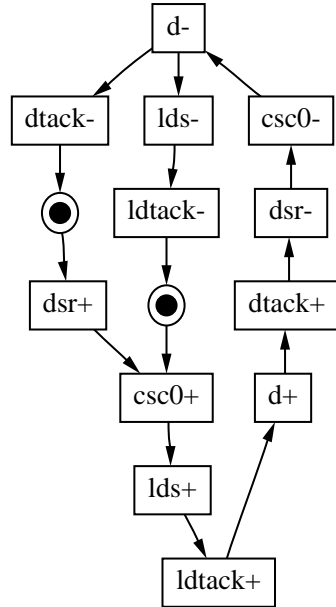 d-
dtack-
lds-
csc0-
ldtack-
dsr-
dsr+
dtack+
csc0+
d+
lds+
ldtack+